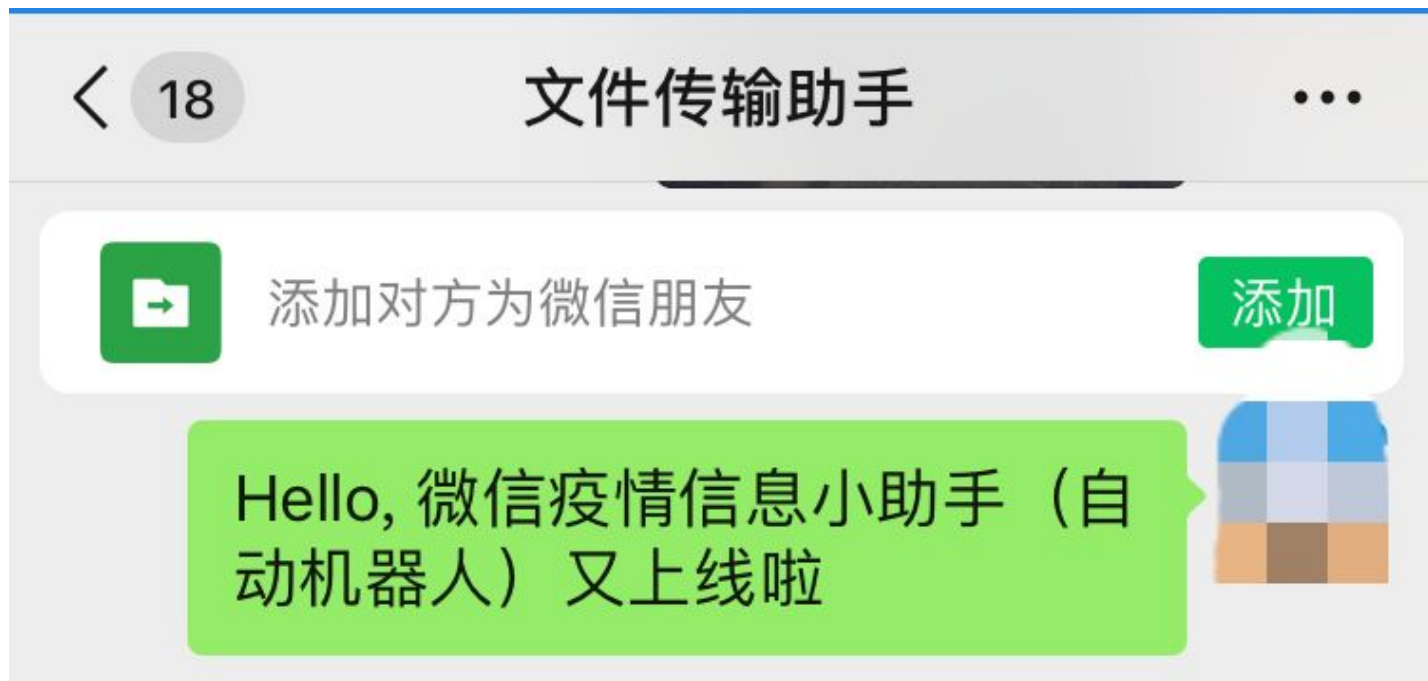 18
文件传输助手
添加对方为微信朋友
添加
Hello, 微信疫情信息小助手（自
动机器人）又上线啦